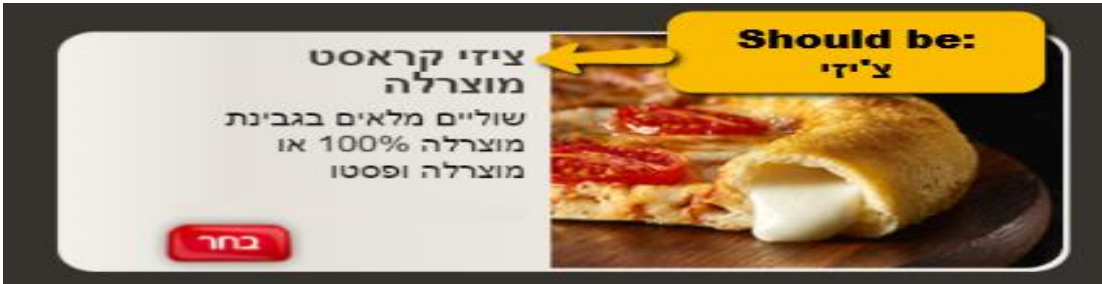 Should be:
צ'יזי
ציזי קראסט
מוצרלה
שוליים מלאים בגבינת
מוצרלה 100% או
מוצרלה ופסטו
בחר